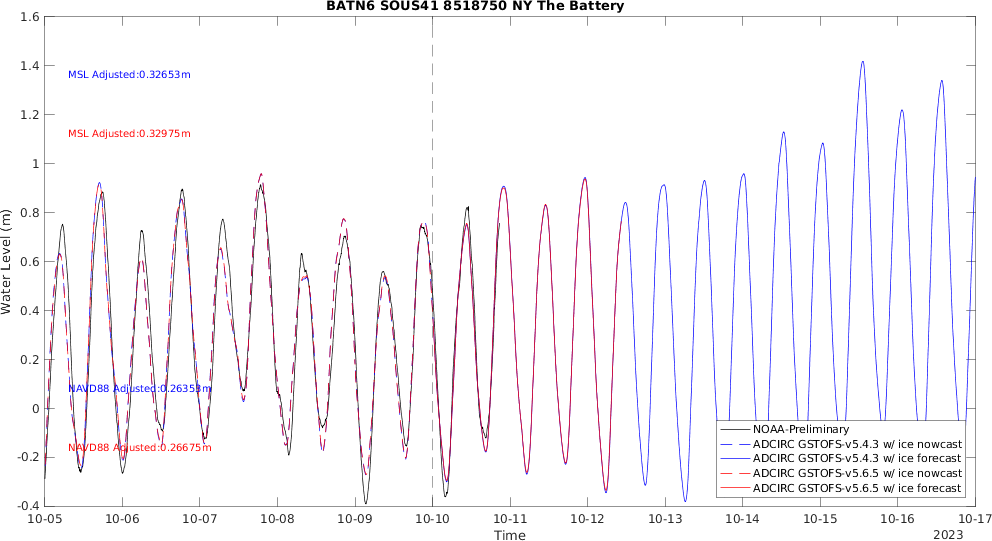 BATN6 SOUS41 8518750 NY The Battery
1.6
1.4
1.2
1
0.8
0.6
0.4
0.2
0
-0.2
-0.4
Water Level (m)
MSL Adjusted:0.32653m
MSL Adjusted:0.32975m
NAVD88 Adjusted:0.26353m
NAVD88 Adjusted:0.26675m
NOAA-Preliminary
ADCIRC GSTOFS-v5.4.3 w/ ice nowcast
ADCIRC GSTOFS-v5.4.3 w/ ice forecast
ADCIRC GSTOFS-v5.6.5 w/ ice nowcast
ADCIRC GSTOFS-v5.6.5 w/ ice forecast
10-05 10-06 10-07 10-08 10-09 10-10 10-11 10-12 10-13 10-14 10-15 10-16 10-17
Time
2023